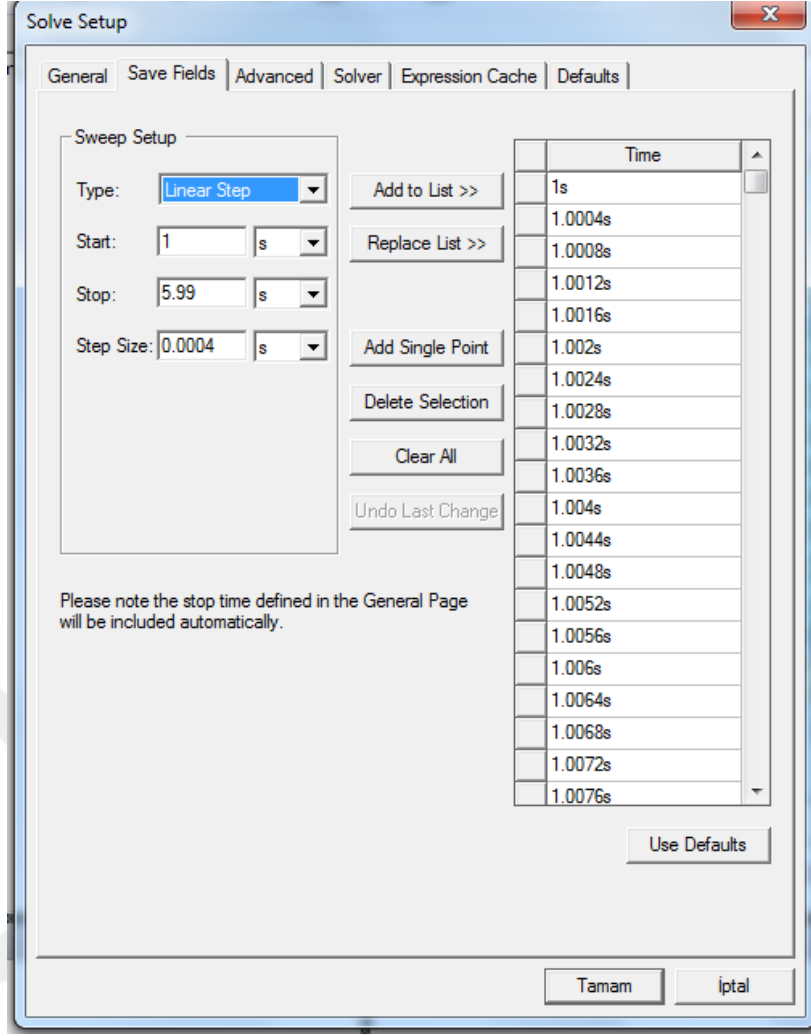 Solve Setup
General Save Fields Advanced Solver Expression Cache Defaults
Sweep Setup
Type: Linear Step
Start: 1 s
Stop: 5.99 s
Step Size: 0.0004 s
Add to List >>
Replace List >>
Add Single Point
Delete Selection
Clear All
Undo Last Change
Please note the stop time defined in the General Page
will be included automatically.
Time
1s
1.0004s
1.0008s
1.0012s
1.0016s
1.002s
1.0024s
1.0028s
1.0032s
1.0036s
1.004s
1.0044s
1.0048s
1.0052s
1.0056s
1.006s
1.0064s
1.0068s
1.0072s
1.0076s
Use Defaults
Tamam İptal